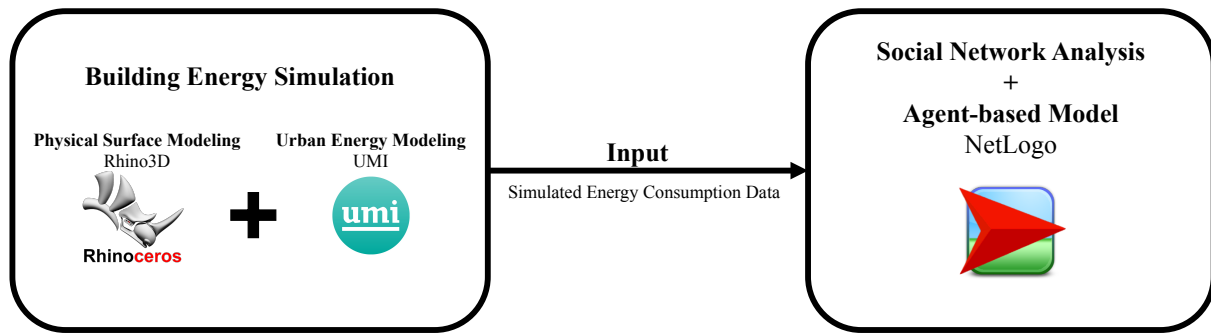 Building Energy Simulation
Physical Surface Modeling
Rhino3D
Rhinoceros
Urban Energy Modeling
UMI
umi
Input
Simulated Energy Consumption Data
Social Network Analysis
+
Agent-based Model
NetLogo